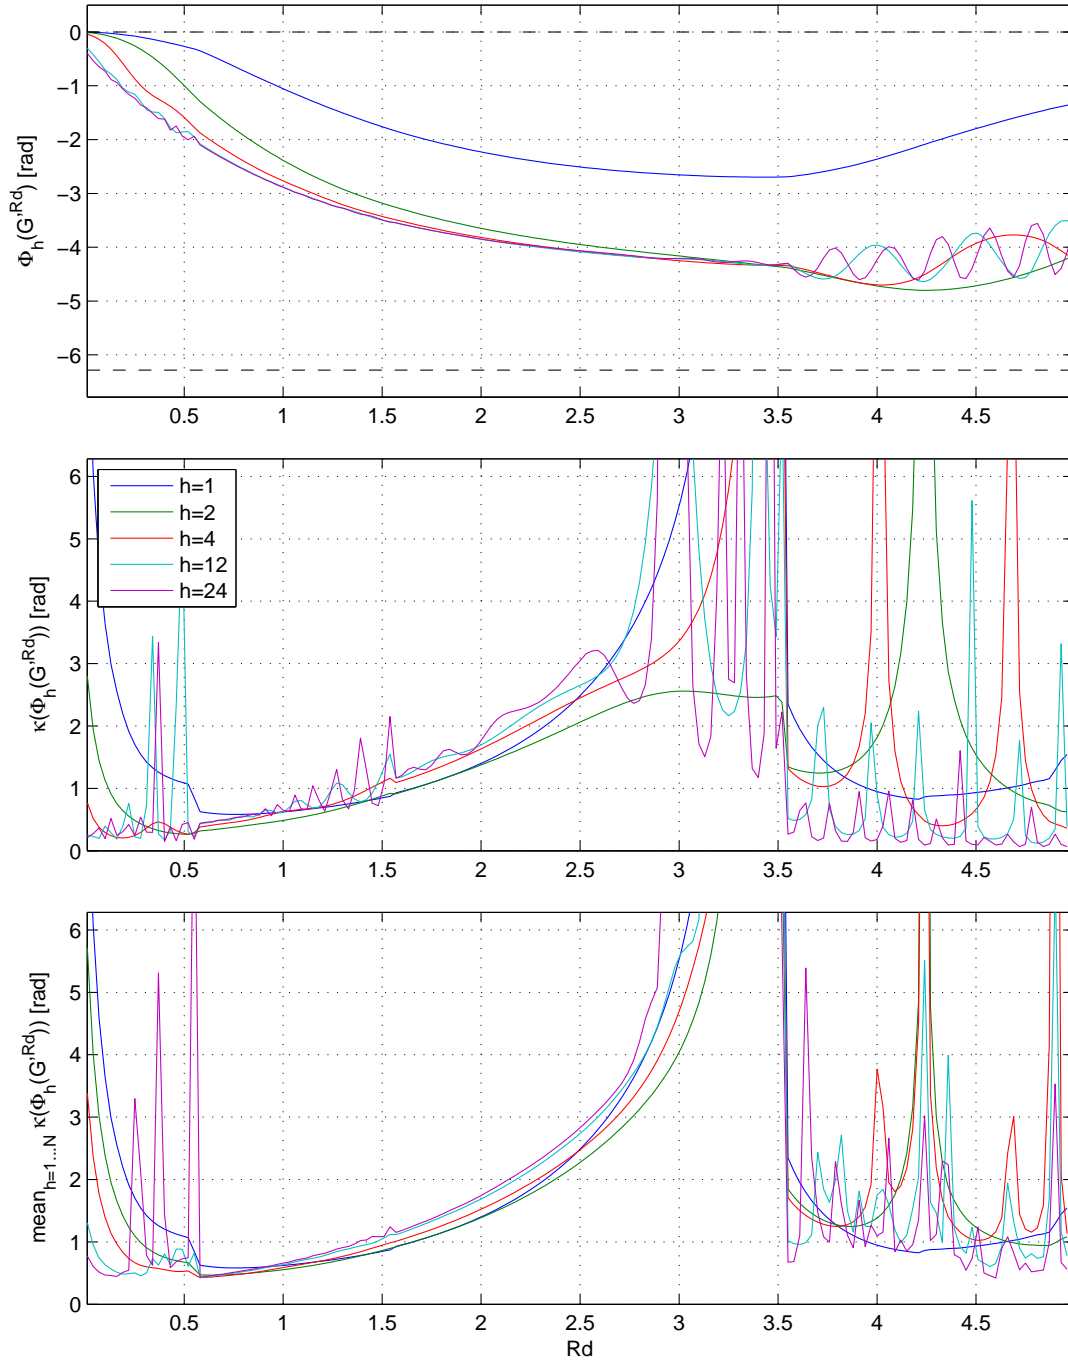 0
−1
−2
−3
−4
−5
−6
Φ_h(G'^Rd) [rad]
0.5 1 1.5 2 2.5 3 3.5 4 4.5
6
5
4
3
2
1
0
κ(Φ_h(G'^Rd)) [rad]
h=1
h=2
h=4
h=12
h=24
0.5 1 1.5 2 2.5 3 3.5 4 4.5
6
5
4
3
2
1
0
mean_h=1...N κ(Φ_h(G'^Rd)) [rad]
0.5 1 1.5 2 2.5 3 3.5 4 4.5
Rd